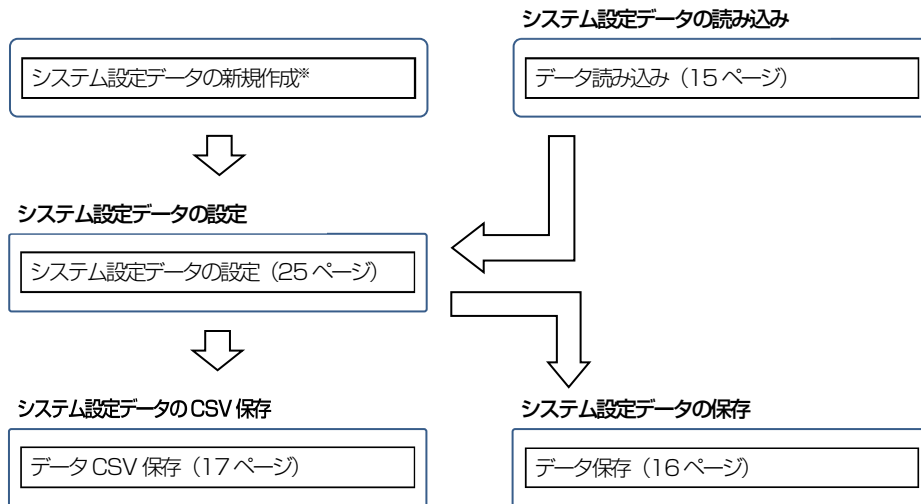 システム設定データの読み込み
システム設定データの新規作成※
データ読み込み（15 ページ）
システム設定データの設定
システム設定データの設定（25 ページ）
システム設定データの CSV 保存
システム設定データの保存
データ CSV 保存（17 ページ）
データ保存（16 ページ）